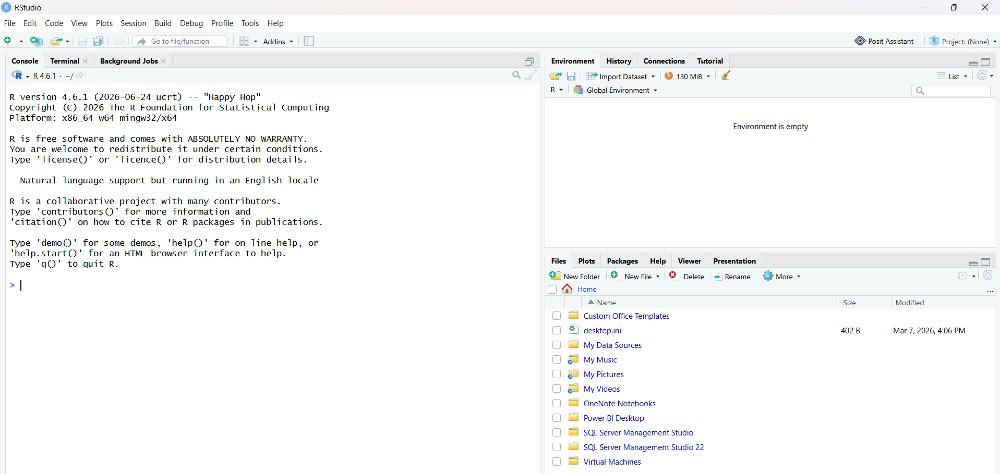 RStudio
File Edit Code View Plots Session Build Debug Profile Tools Help
Go to file/function Addins Posit Assistant Project: (None)
Console Terminal Background Jobs
R 4.6.1 · ~/
R version 4.6.1 (2026-06-24 ucrt) -- "Happy Hop"
Copyright (C) 2026 The R Foundation for Statistical Computing
Platform: x86_64-w64-mingw32/x64
R is free software and comes with ABSOLUTELY NO WARRANTY.
You are welcome to redistribute it under certain conditions.
Type 'license()' or 'licence()' for distribution details.
Natural language support but running in an English locale
R is a collaborative project with many contributors.
Type 'contributors()' for more information and
'citation()' on how to cite R or R packages in publications.
Type 'demo()' for some demos, 'help()' for on-line help, or
'help.start()' for an HTML browser interface to help.
Type 'q()' to quit R.
>
Environment History Connections Tutorial
Import Dataset 130 MiB List
R Global Environment
Environment is empty
Files Plots Packages Help Viewer Presentation
New Folder New File Delete Rename More
Home ...
Name Size Modified
Custom Office Templates
desktop.ini 402 B Mar 7, 2026, 4:06 PM
My Data Sources
My Music
My Pictures
My Videos
OneNote Notebooks
Power BI Desktop
SQL Server Management Studio
SQL Server Management Studio 22
Virtual Machines